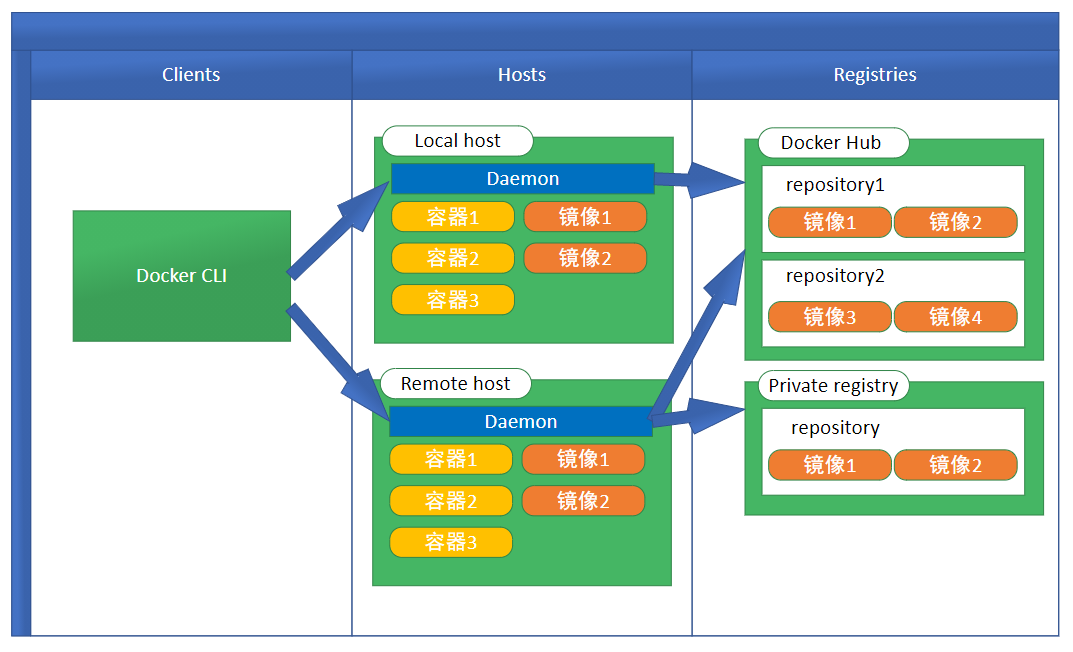 Clients
Hosts
Registries
Docker CLI
Local host
Daemon
容器1
镜像1
容器2
镜像2
容器3
Remote host
Daemon
容器1
镜像1
容器2
镜像2
容器3
Docker Hub
repository1
镜像1
镜像2
repository2
镜像3
镜像4
Private registry
repository
镜像1
镜像2